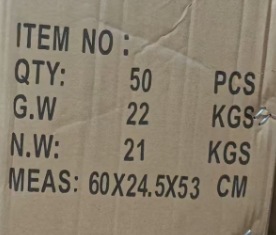 ITEM NO :
QTY: 50 PCS
G.W 22 KGS
N.W: 21 KGS
MEAS: 60X24.5X53 CM